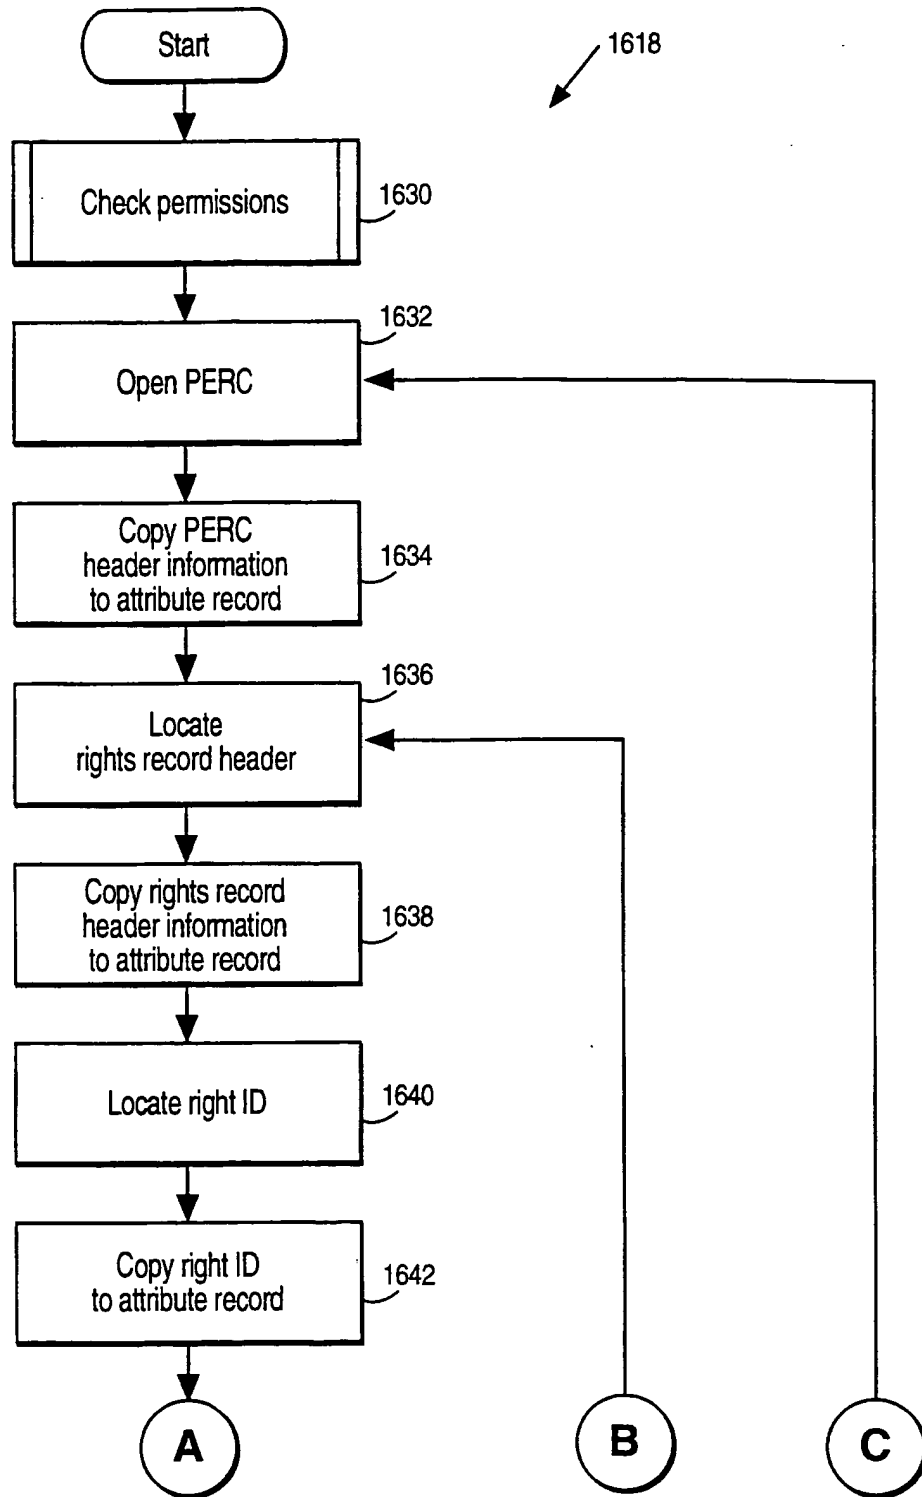 Start
1618
Check permissions
1630
1632
Open PERC
Copy PERC
header information
to attribute record
1634
1636
Locate
rights record header
Copy rights record
header information
to attribute record
1638
Locate right ID
1640
Copy right ID
to attribute record
1642
A
B
C